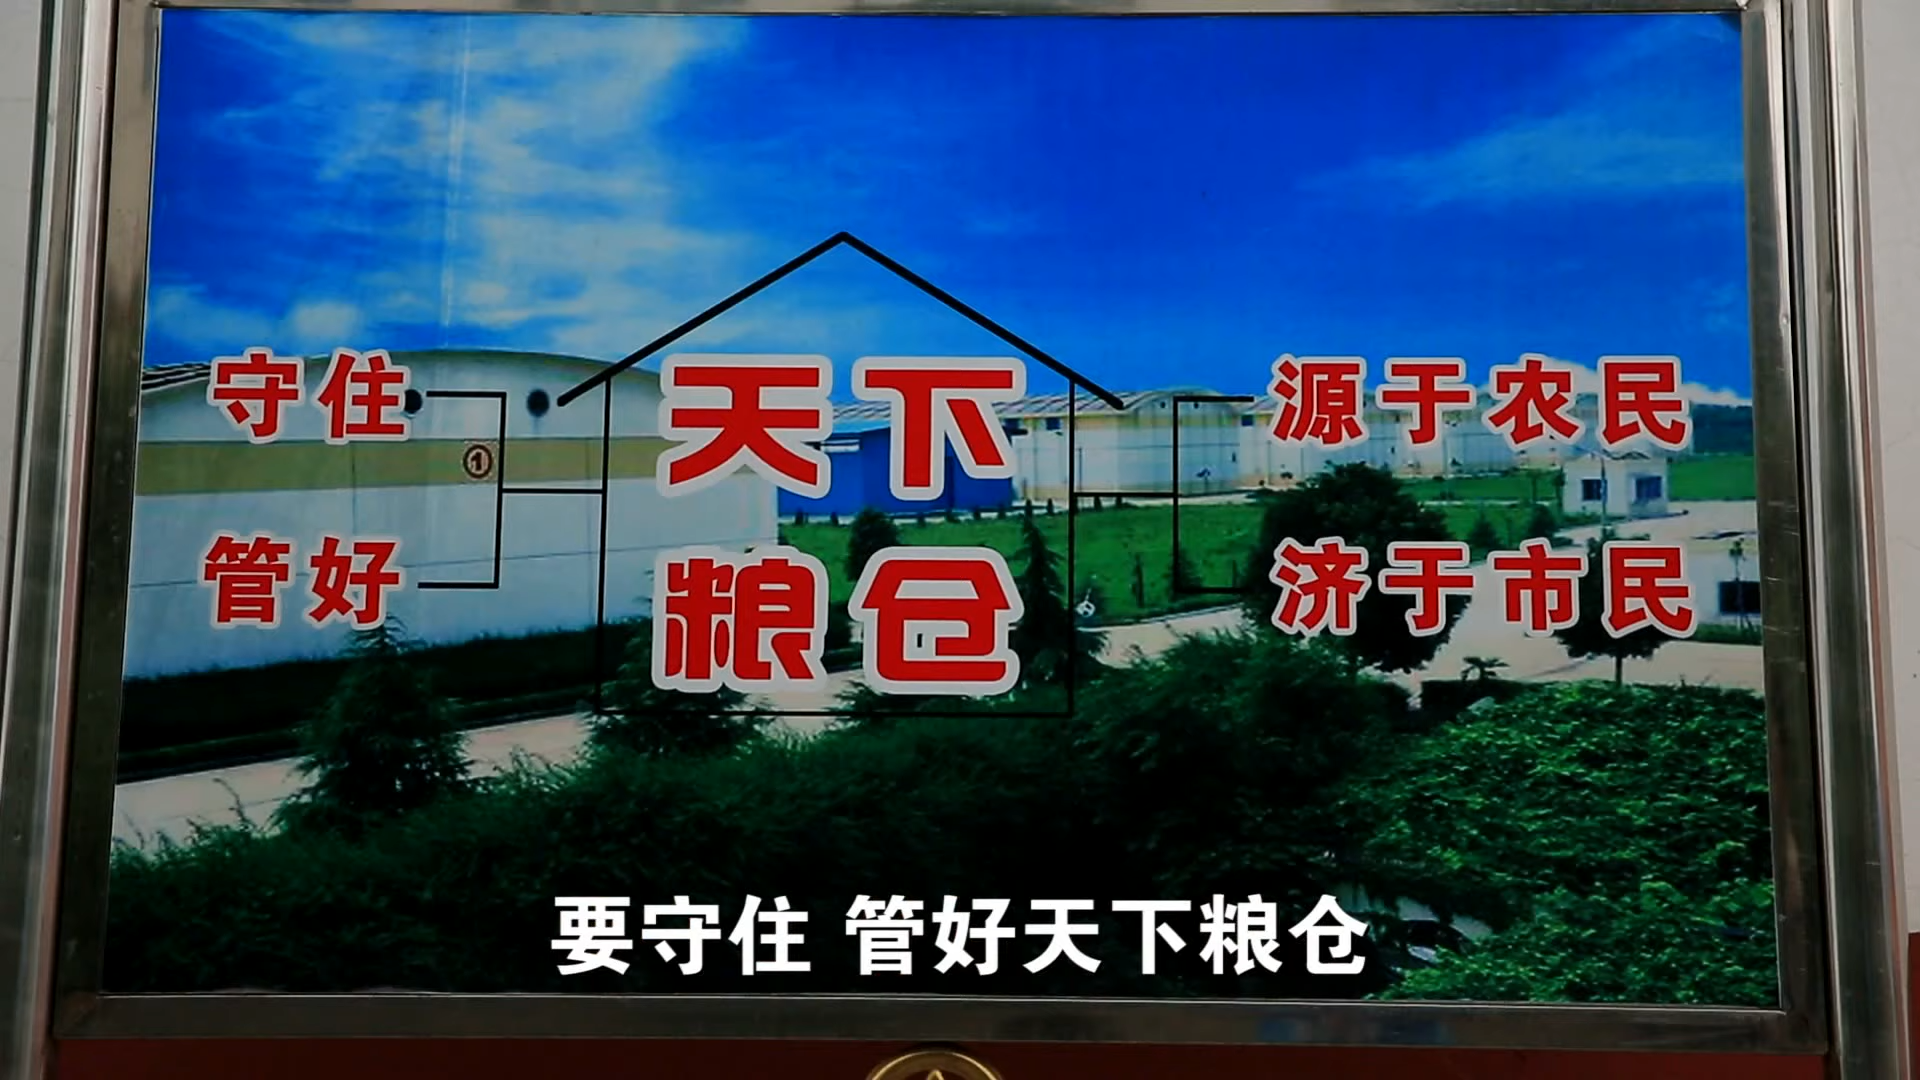 守住
管好
①
天下
粮仓
源于农民
济于市民
要守住 管好天下粮仓